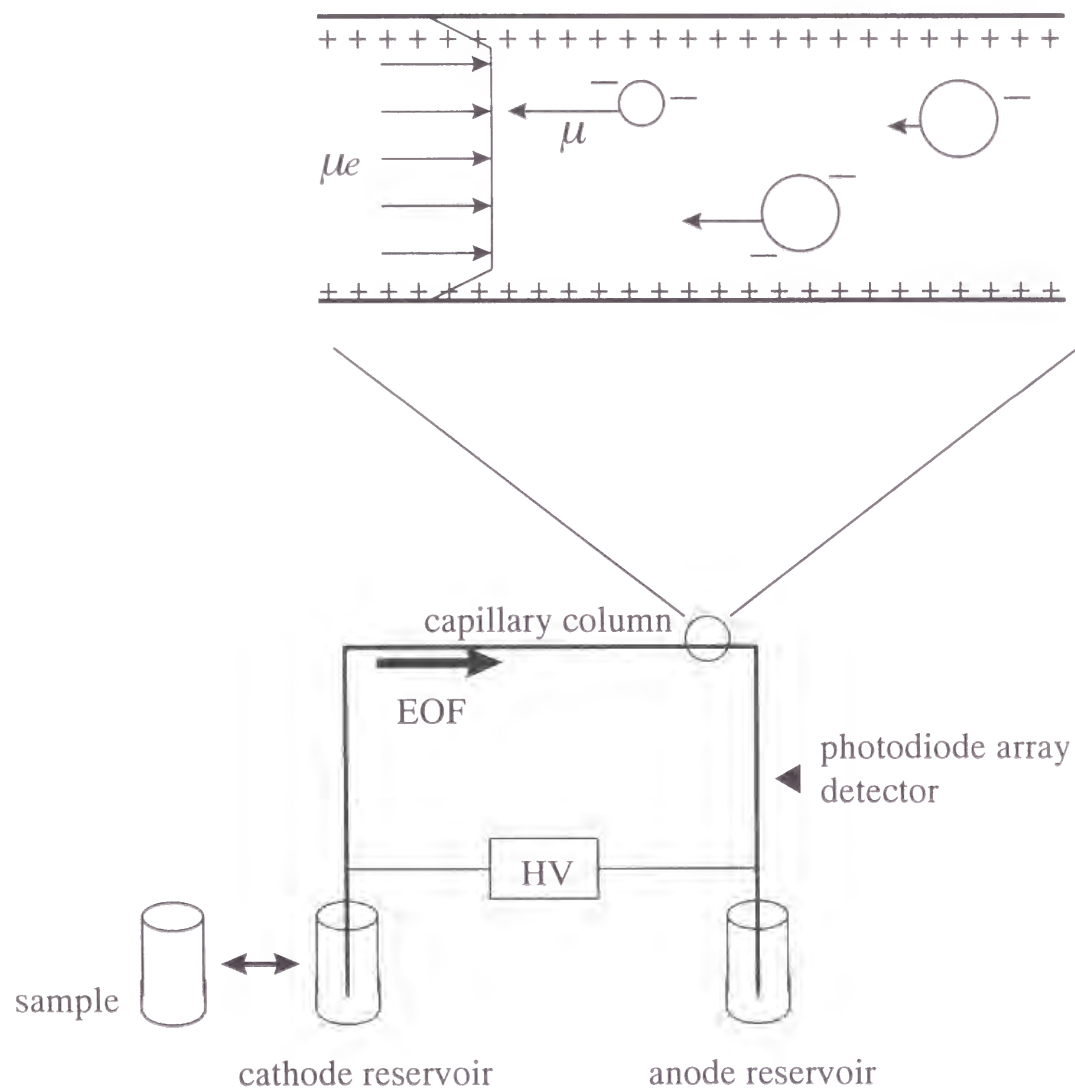 + + + + + + + + + + + + + + + + + + + + + + + + +
− −
−
μ
μe
−
−
+ + + + + + + + + + + + + + + + + + + + + + + + +
capillary column
EOF
photodiode array
detector
HV
sample
cathode reservoir
anode reservoir